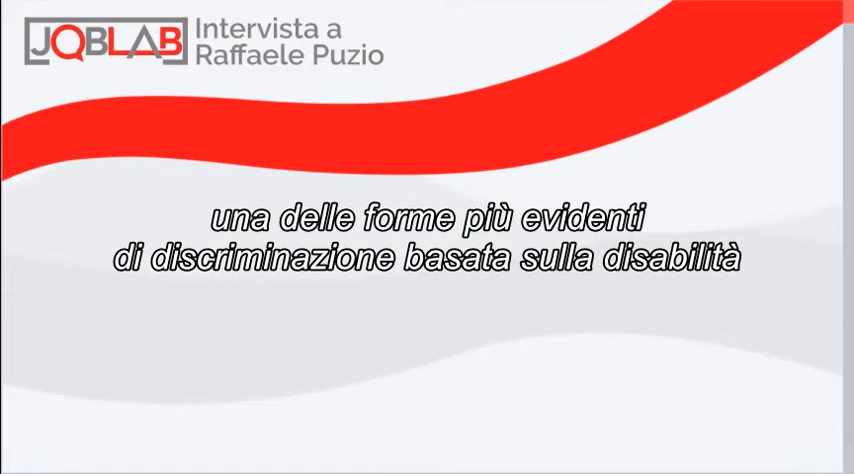 JOBLAB
Intervista a
Raffaele Puzio
una delle forme più evidenti
di discriminazione basata sulla disabilità